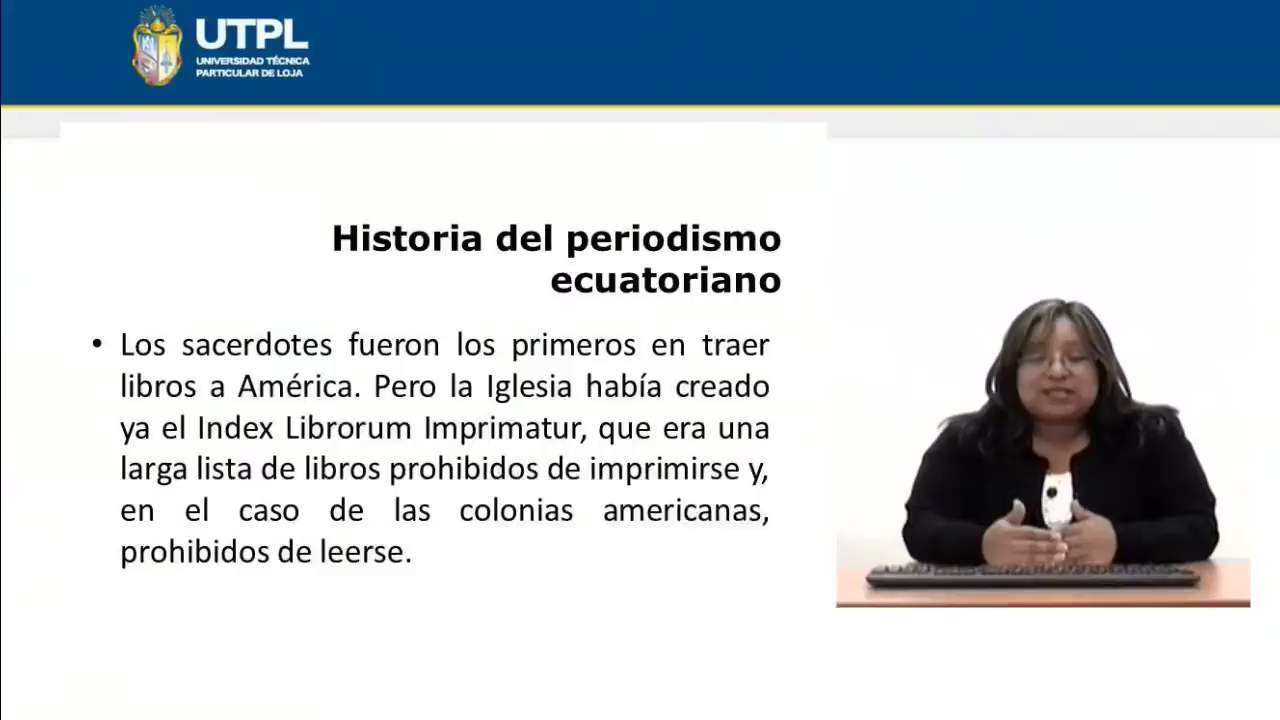 UTPL
UNIVERSIDAD TÉCNICA
PARTICULAR DE LOJA
Historia del periodismo
ecuatoriano
• Los sacerdotes fueron los primeros en traer
libros a América. Pero la Iglesia había creado
ya el Index Librorum Imprimatur, que era una
larga lista de libros prohibidos de imprimirse y,
en el caso de las colonias americanas,
prohibidos de leerse.